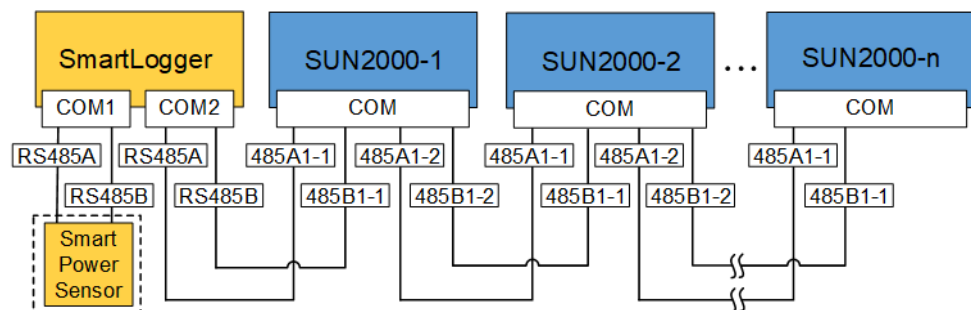 SmartLogger
SUN2000-1
SUN2000-2
...
SUN2000-n
COM1
COM2
COM
COM
COM
RS485A
RS485A
485A1-1
485A1-2
485A1-1
485A1-2
485A1-1
RS485B
RS485B
485B1-1
485B1-2
485B1-1
485B1-2
485B1-1
Smart
Power
Sensor